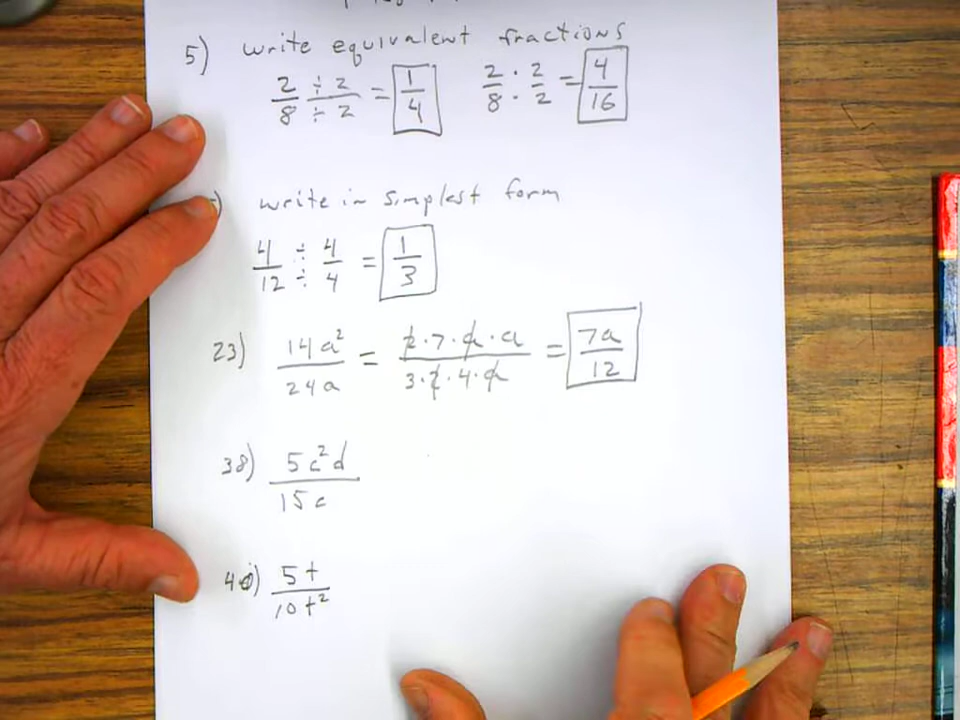 5) write equivalent fractions
2/8 ÷2/÷2 = 1/4 2/8 · 2/2 = 4/16
) write in simplest form
4/12 ÷ 4/4 = 1/3
23) 14a²/24a = 2·7·a·a/3·2·4·a = 7a/12
38) 5c²d/15c
40) 5t/10t²